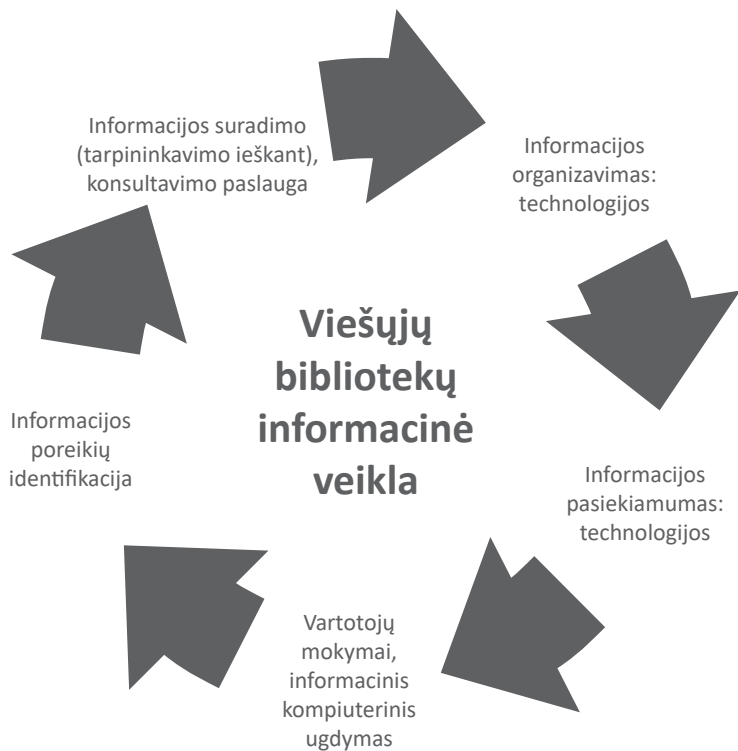 Informacijos suradimo
(tarpininkavimo ieškant),
konsultavimo paslauga
Informacijos
organizavimas:
technologijos
Viešųjų
bibliotekų
informacinė
veikla
Informacijos
poreikių
identifikacija
Informacijos
pasiekiamumas:
technologijos
Vartotojų
mokymai,
informacinis
kompiuterinis
ugdymas